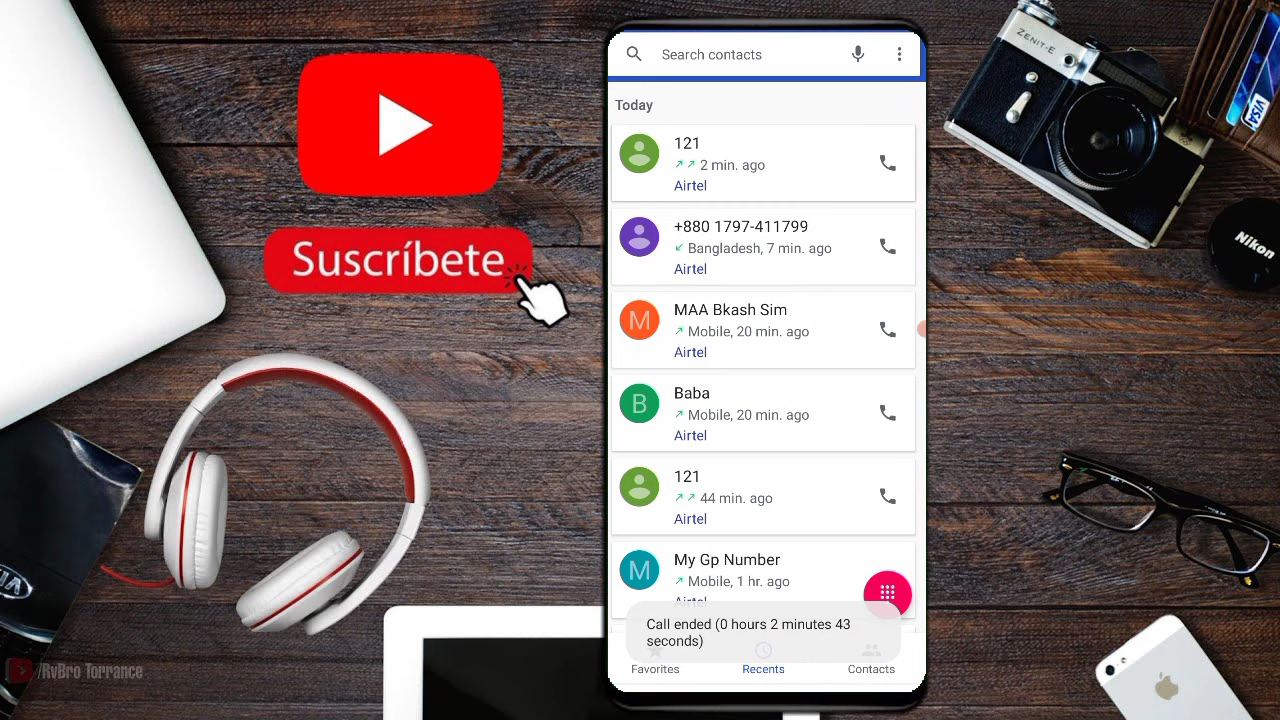 Suscríbete
/RvBro Torrance
Search contacts
Today
121
2 min. ago
Airtel
+880 1797-411799
Bangladesh, 7 min. ago
Airtel
M
MAA Bkash Sim
Mobile, 20 min. ago
Airtel
B
Baba
Mobile, 20 min. ago
Airtel
121
44 min. ago
Airtel
M
My Gp Number
Mobile, 1 hr. ago
Airtel
Call ended (0 hours 2 minutes 43
seconds)
Favorites
Recents
Contacts
ZENIT-E
VISA
Nikon